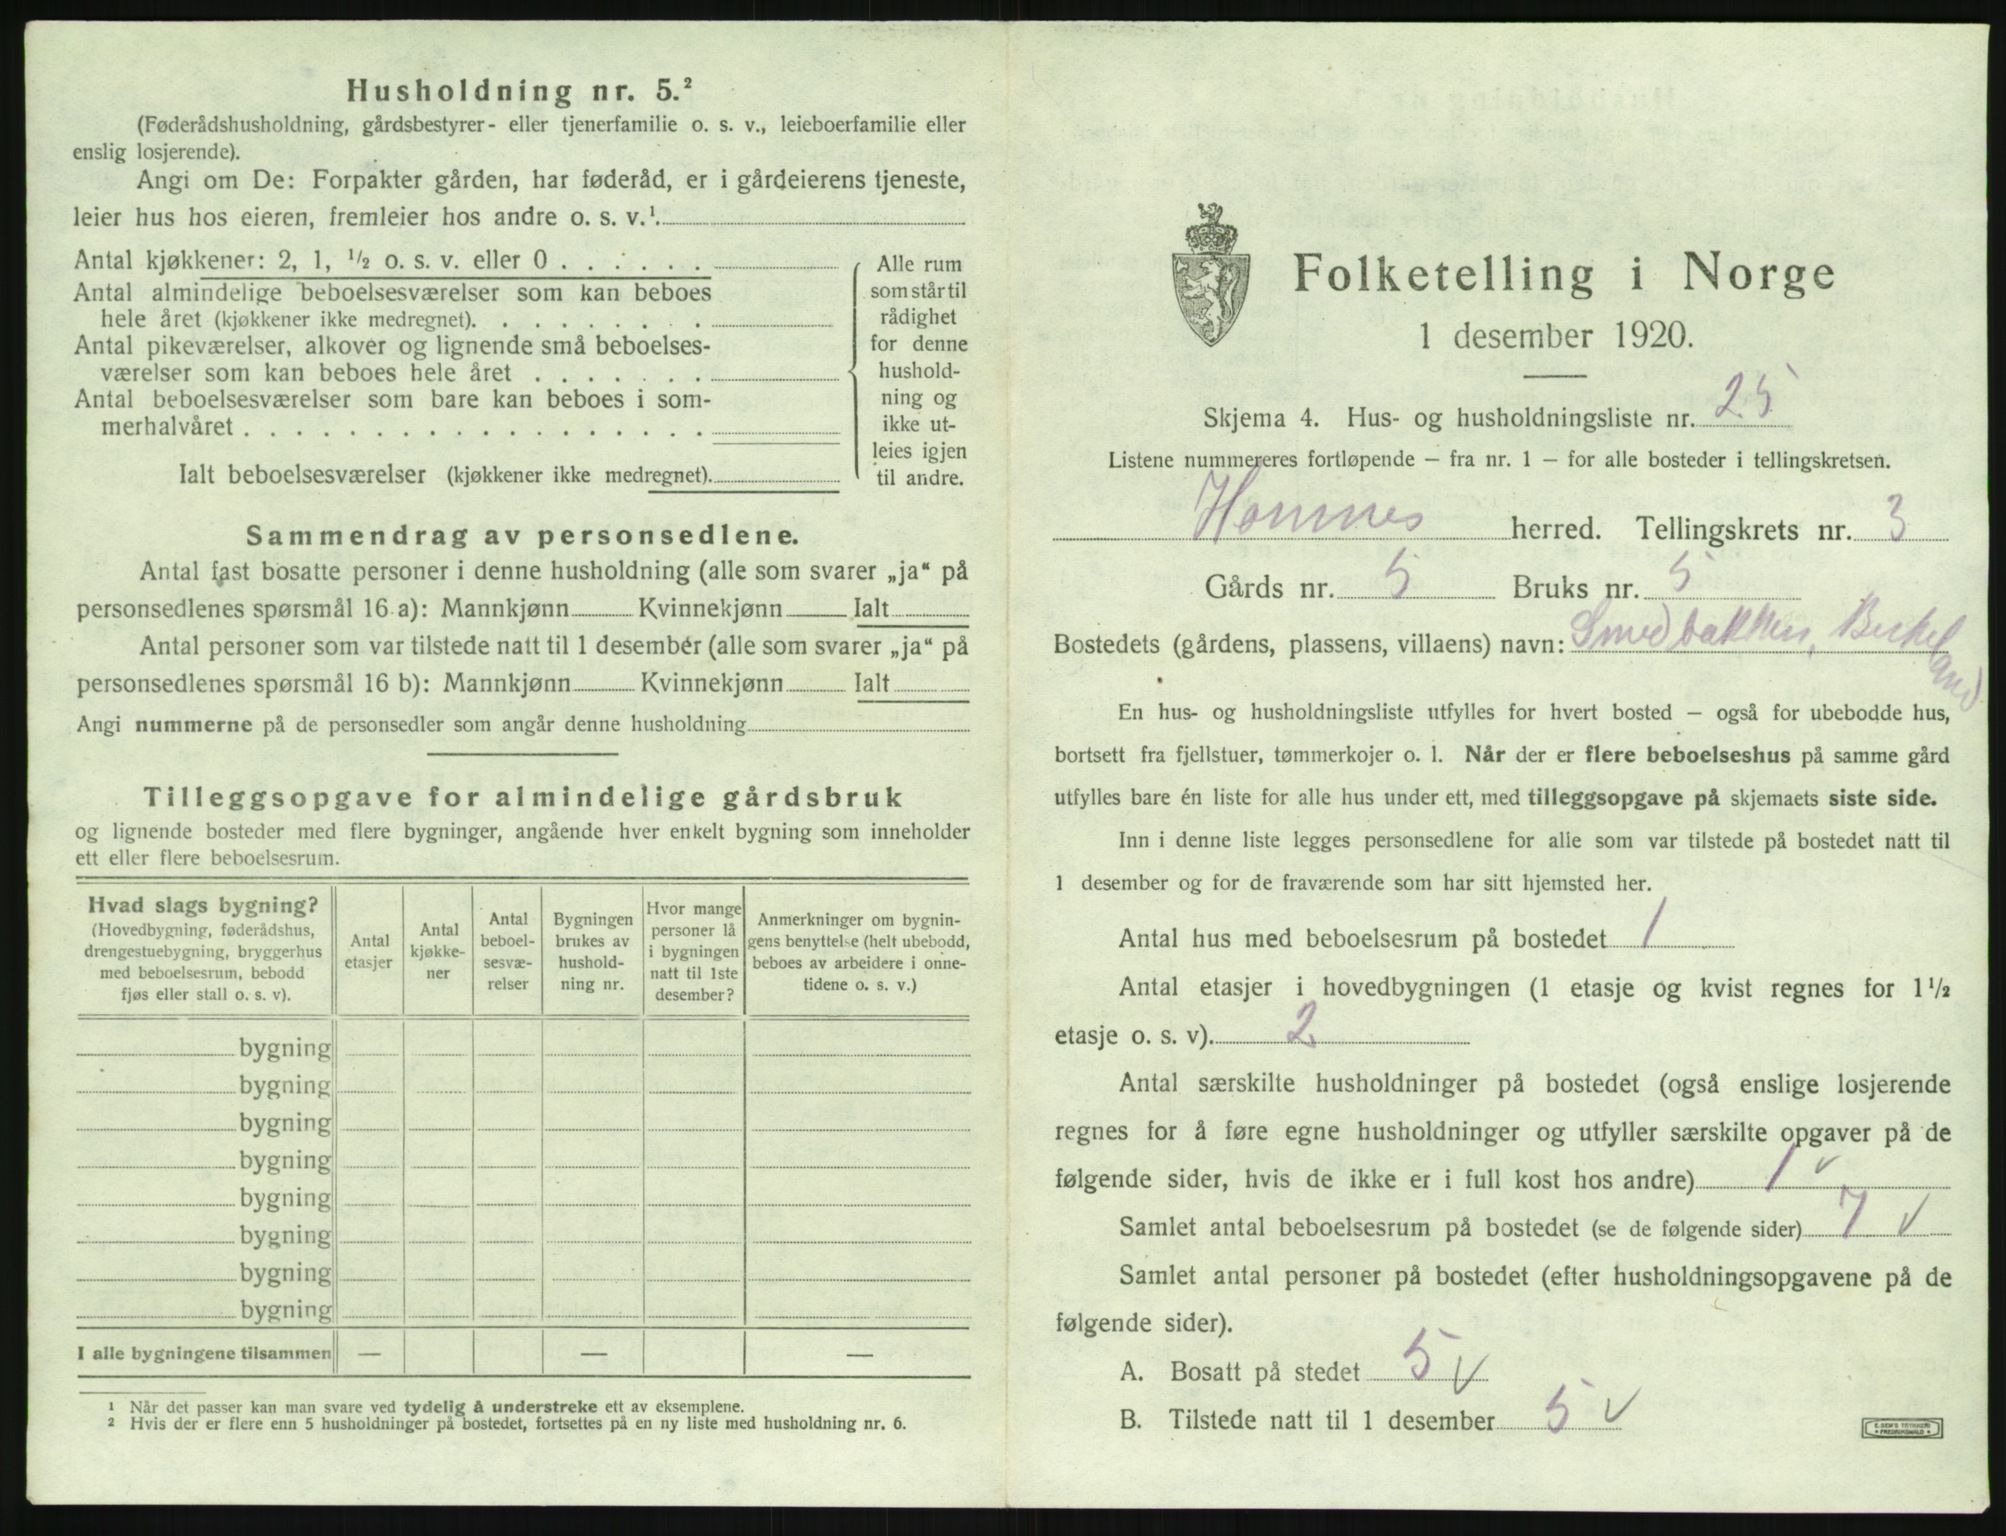 Husholdning nr. 5.²
(Føderådshusholdning, gårdsbestyrer- eller tjenerfamilie o. s. v., leieboerfamilie eller
enslig losjerende).
Angi om De: Forpakter gården, har føderåd, er i gårdeierens tjeneste,
leier hus hos eieren, fremleier hos andre o. s. v.¹.
Antal kjøkkener: 2, 1, ½ o. s. v. eller 0 . . . . . .
Antal almindelige beboelsesværelser som kan beboes
hele året (kjøkkener ikke medregnet). . . . . . . .
Antal pikeværelser, alkover og lignende små beboelses-
værelser som kan beboes hele året . . . . . . .
Antal beboelsesværelser som bare kan beboes i som-
merhalvåret . . . . . . . . . . . . . . . . . .
Ialt beboelsesværelser (kjøkkener ikke medregnet).
Alle rum
som står til
rådighet
for denne
hushold-
ning og
ikke ut-
leies igjen
til andre.
Sammendrag av personsedlene.
Antal fast bosatte personer i denne husholdning (alle som svarer „ja“ på
personsedlenes spørsmål 16 a): Mannkjønn Kvinnekjønn Ialt
Antal personer som var tilstede natt til 1 desember (alle som svarer „ja“ på
personsedlenes spørsmål 16 b): Mannkjønn Kvinnekjønn Ialt
Angi nummerne på de personsedler som angår denne husholdning
Tilleggsopgave for almindelige gårdsbruk
og lignende bosteder med flere bygninger, angående hver enkelt bygning som inneholder
ett eller flere beboelsesrum.
Hvad slags bygning?
(Hovedbygning, føderådshus,
drengestuebygning, bryggerhus
med beboelsesrum, bebodd
fjøs eller stall o. s. v).
Antal
etasjer
Antal
kjøkke-
ner
Antal
beboel-
sesvæ-
relser
Bygningen
brukes av
hushold-
ning nr.
Hvor mange
personer lå
i bygningen
natt til 1ste
desember?
Anmerkninger om bygnin-
gens benyttelse (helt ubebodd,
beboes av arbeidere i onne-
tidene o. s. v.)
bygning
bygning
bygning
bygning
bygning
bygning
bygning
bygning
I alle bygningene tilsammen — — —
¹ Når det passer kan man svare ved tydelig å understreke ett av eksemplene.
² Hvis der er flere enn 5 husholdninger på bostedet, fortsettes på en ny liste med husholdning nr. 6.
Folketelling i Norge
1 desember 1920.
Skjema 4. Hus- og husholdningsliste nr. 25
Listene nummereres fortløpende – fra nr. 1 – for alle bosteder i tellingskretsen.
Homnes herred. Tellingskrets nr. 3
Gårds nr. 5 Bruks nr. 5
Bostedets (gårdens, plassens, villaens) navn: Smedbakken, Birkeland
En hus- og husholdningsliste utfylles for hvert bosted – også for ubebodde hus,
bortsett fra fjellstuer, tømmerkojer o. l. Når der er flere beboelseshus på samme gård
utfylles bare én liste for alle hus under ett, med tilleggsopgave på skjemaets siste side.
Inn i denne liste legges personsedlene for alle som var tilstede på bostedet natt til
1 desember og for de fraværende som har sitt hjemsted her.
Antal hus med beboelsesrum på bostedet 1
Antal etasjer i hovedbygningen (1 etasje og kvist regnes for 1½
etasje o. s. v). 2
Antal særskilte husholdninger på bostedet (også enslige losjerende
regnes for å føre egne husholdninger og utfyller særskilte opgaver på de
følgende sider, hvis de ikke er i full kost hos andre) 1 v
Samlet antal beboelsesrum på bostedet (se de følgende sider) 7 v
Samlet antal personer på bostedet (efter husholdningsopgavene på de
følgende sider).
A. Bosatt på stedet 5 v
B. Tilstede natt til 1 desember 5 v